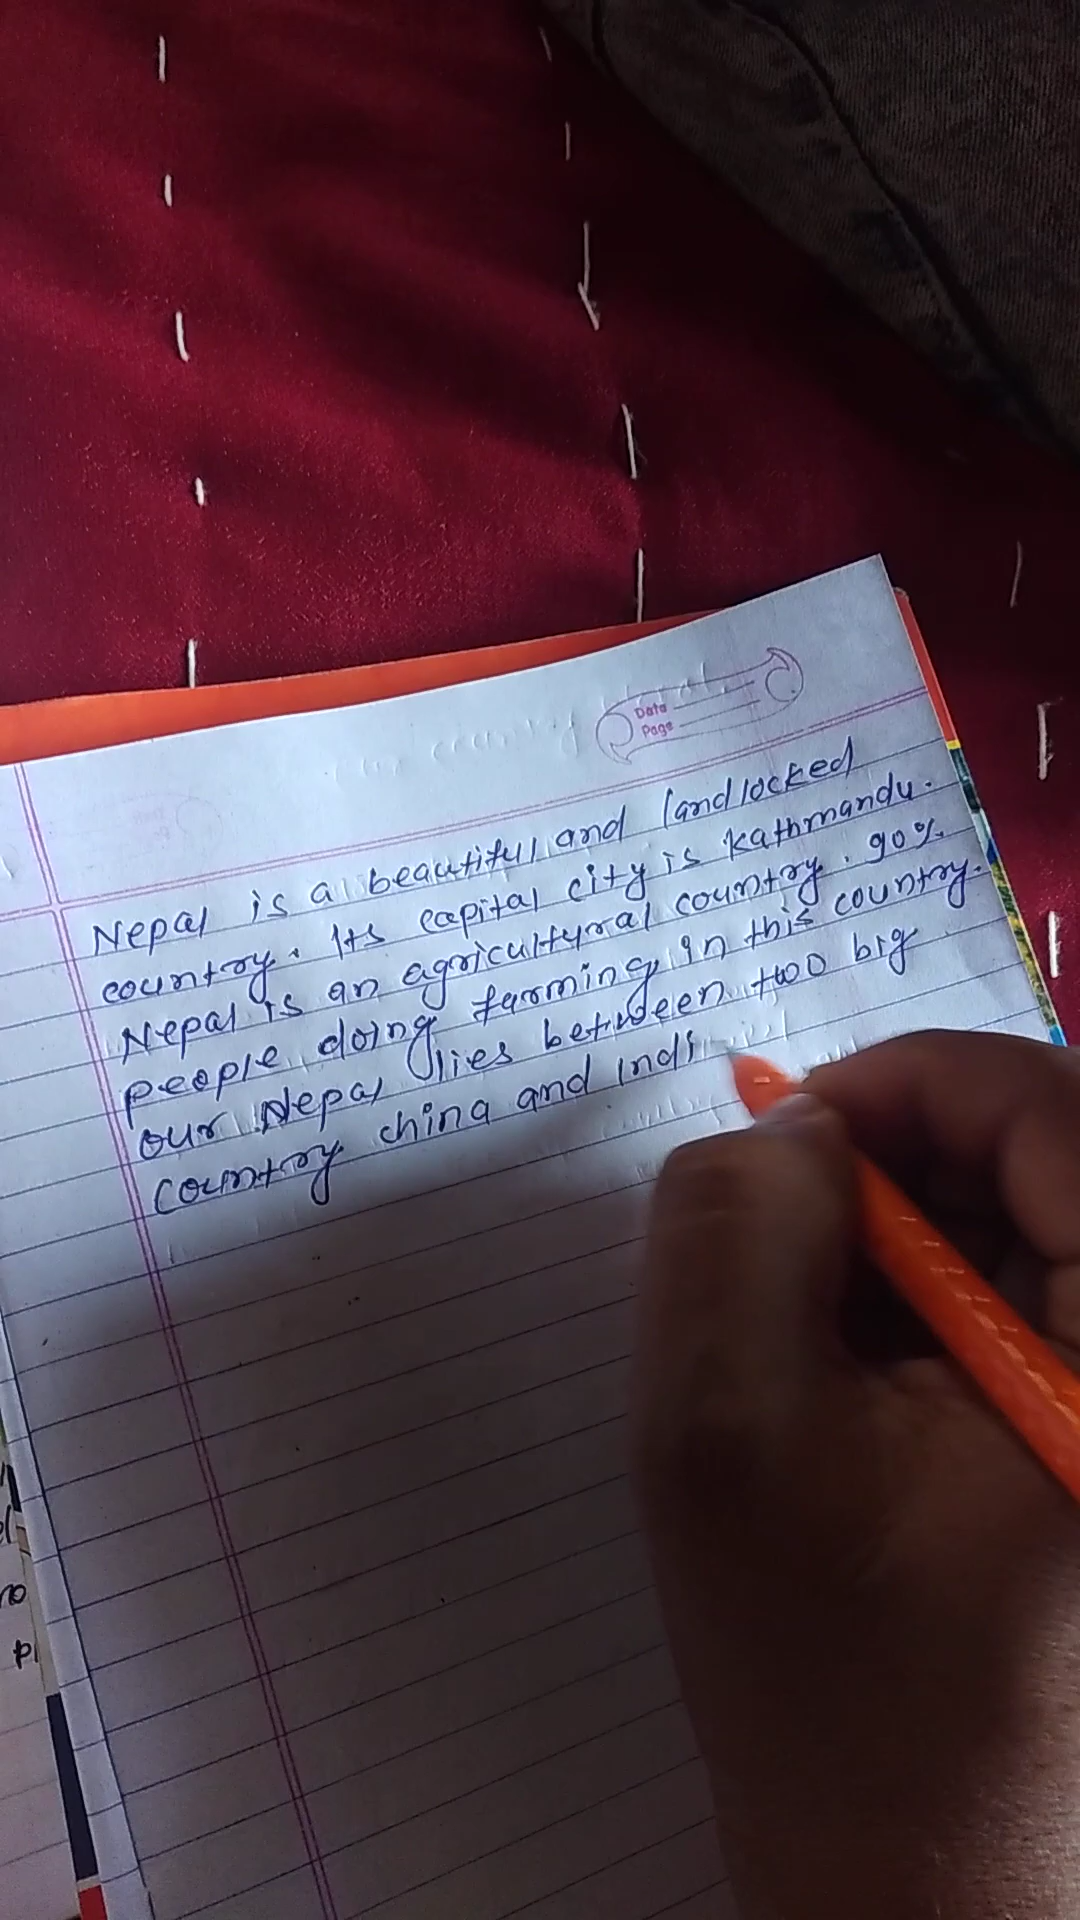 Data
Page
Nepal is a beautiful and landlocked
country. Its capital city is kathmandu.
Nepal is an agricultural country. 90%
people doing farming in this country.
our Nepal lies between two big
country china and indi